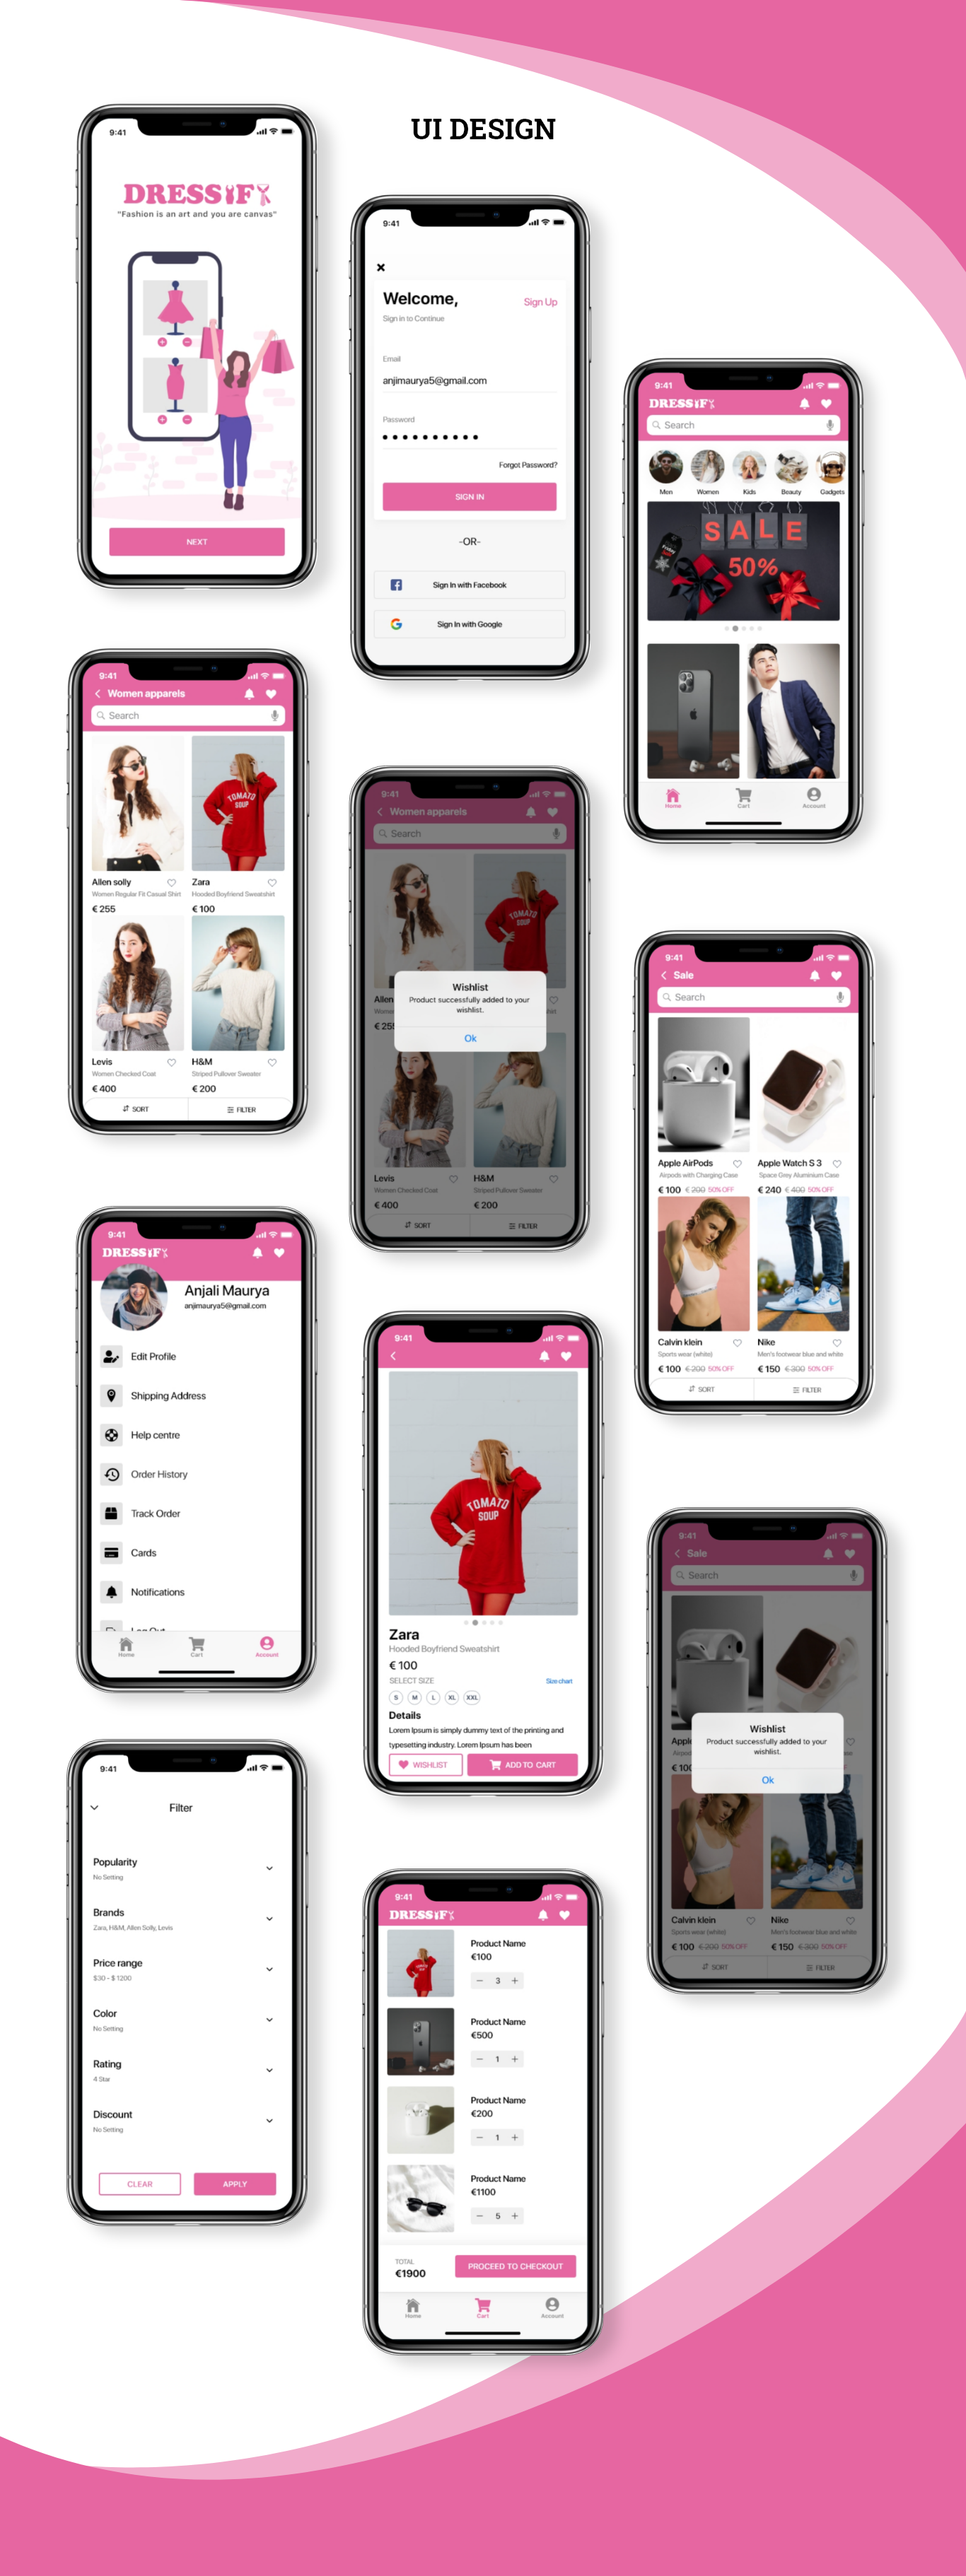 UI DESIGN
9:41
DRESSIFY
"Fashion is an art and you are canvas"
NEXT
9:41
Welcome,
Sign Up
Sign in to Continue
Email
anjimaurya5@gmail.com
Password
Forgot Password?
SIGN IN
-OR-
Sign In with Facebook
Sign In with Google
9:41
DRESSIFY
Search
Men Women Kids Beauty Gadgets
SALE
50%
Home Cart Account
9:41
Women apparels
Search
TOMATO
SOUP
Allen solly Zara
Women Regular Fit Casual Shirt Hooded Boyfriend Sweatshirt
€ 255 € 100
Levis H&M
Women Checked Coat Striped Pullover Sweater
€ 400 € 200
SORT FILTER
9:41
Women apparels
Search
TOMATO
SOUP
Wishlist
Product successfully added to your
wishlist.
Ok
Allen
€ 25
Levis H&M
Women Checked Coat Striped Pullover Sweater
€ 400 € 200
SORT FILTER
9:41
Sale
Search
Apple AirPods Apple Watch S 3
Airpods with Charging Case Space Grey Aluminium Case
€ 100 € 200 50% OFF € 240 € 400 50% OFF
Calvin klein Nike
Sports wear (white) Men's footwear blue and white
€ 100 € 200 50% OFF € 150 € 300 50% OFF
SORT FILTER
9:41
DRESSIFY
Anjali Maurya
anjimaurya5@gmail.com
Edit Profile
Shipping Address
Help centre
Order History
Track Order
Cards
Notifications
Log Out
Home Cart Account
9:41
TOMATO
SOUP
Zara
Hooded Boyfriend Sweatshirt
€ 100
SELECT SIZE Size chart
S M L XL XXL
Details
Lorem Ipsum is simply dummy text of the printing and
typesetting industry. Lorem Ipsum has been
WISHLIST ADD TO CART
9:41
Sale
Search
Wishlist
Product successfully added to your
wishlist.
Ok
Appl
€ 10
Calvin klein Nike
Sports wear (white) Men's footwear blue and white
€ 100 € 200 50% OFF € 150 € 300 50% OFF
SORT FILTER
9:41
Filter
Popularity
No Setting
Brands
Zara, H&M, Allen Solly, Levis
Price range
$30 - $ 1200
Color
No Setting
Rating
4 Star
Discount
No Setting
CLEAR APPLY
9:41
DRESSIFY
Product Name
€100
− 3 +
Product Name
€500
− 1 +
Product Name
€200
− 1 +
Product Name
€1100
− 5 +
TOTAL
€1900
PROCEED TO CHECKOUT
Home Cart Account